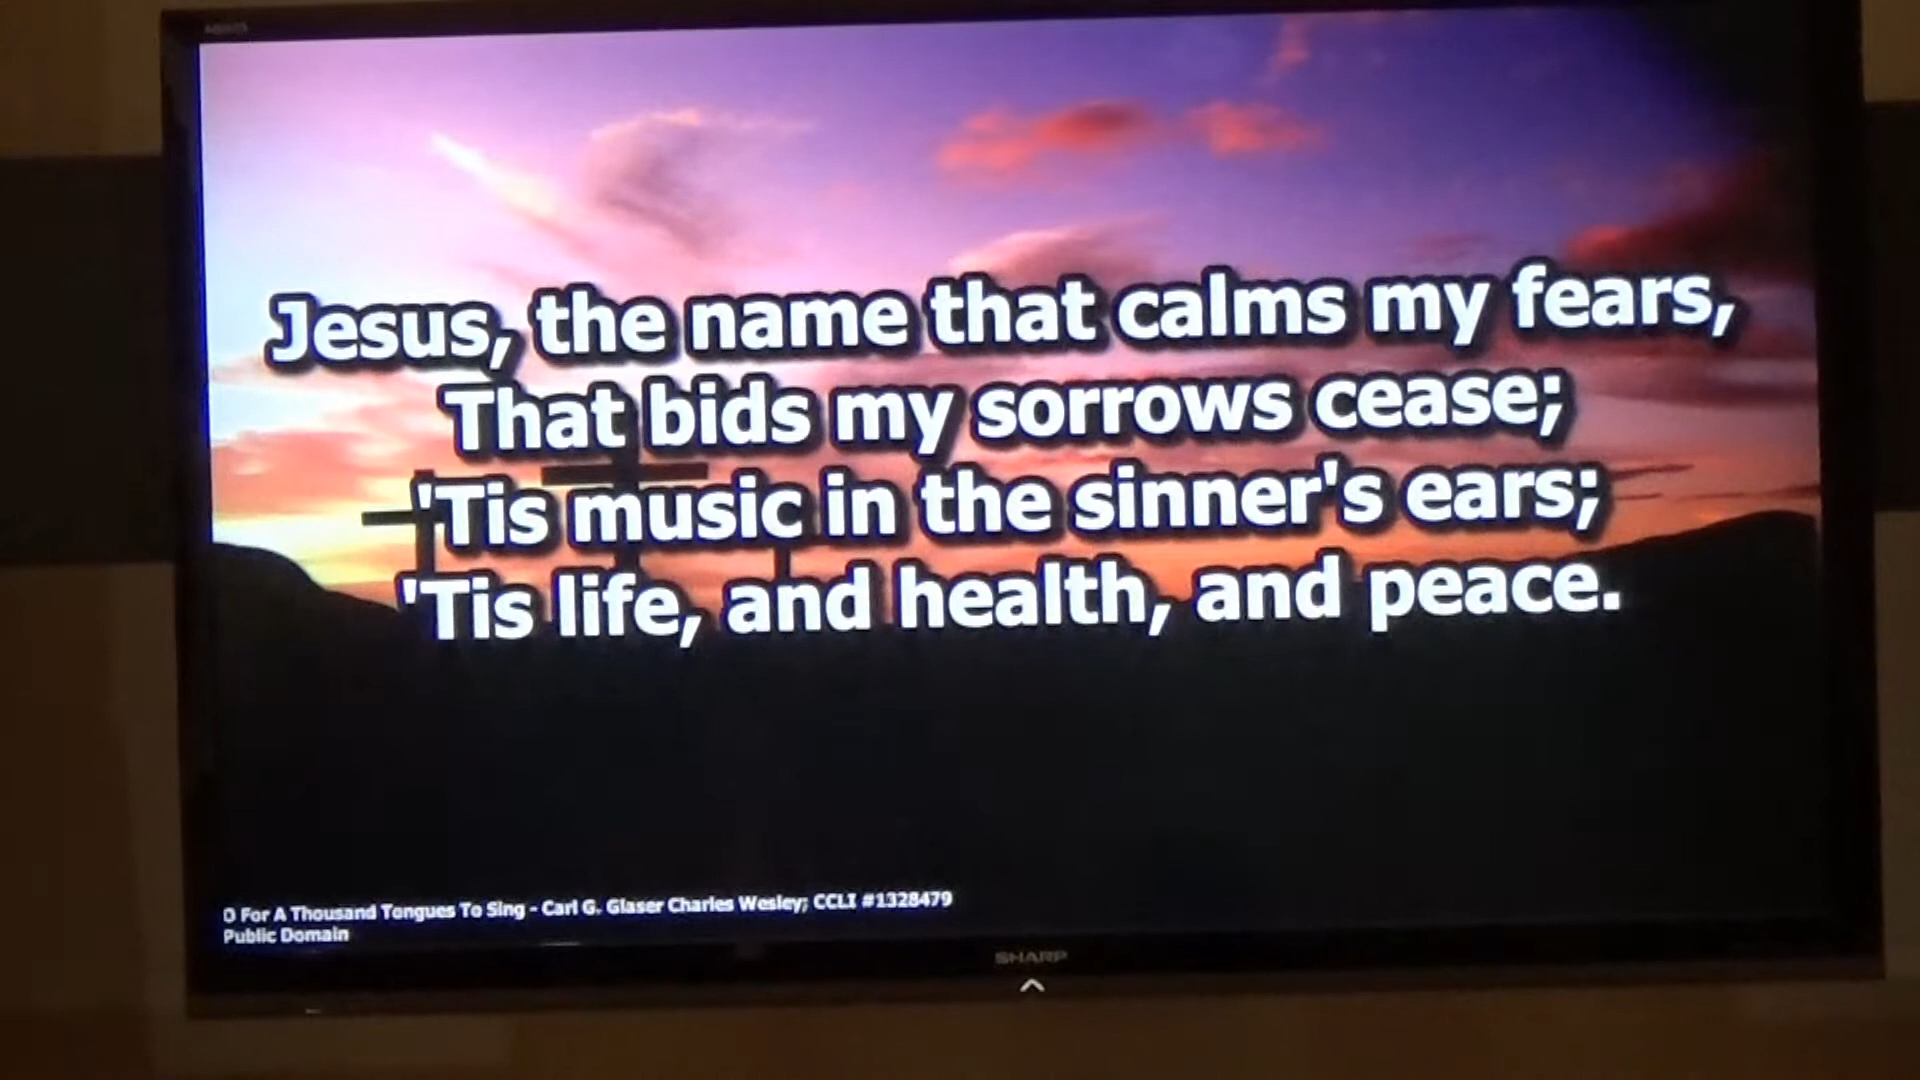 Jesus, the name that calms my fears,
That bids my sorrows cease;
'Tis music in the sinner's ears;
'Tis life, and health, and peace.
O For A Thousand Tongues To Sing - Carl G. Glaser Charles Wesley; CCLI #1328479
Public Domain
SHARP